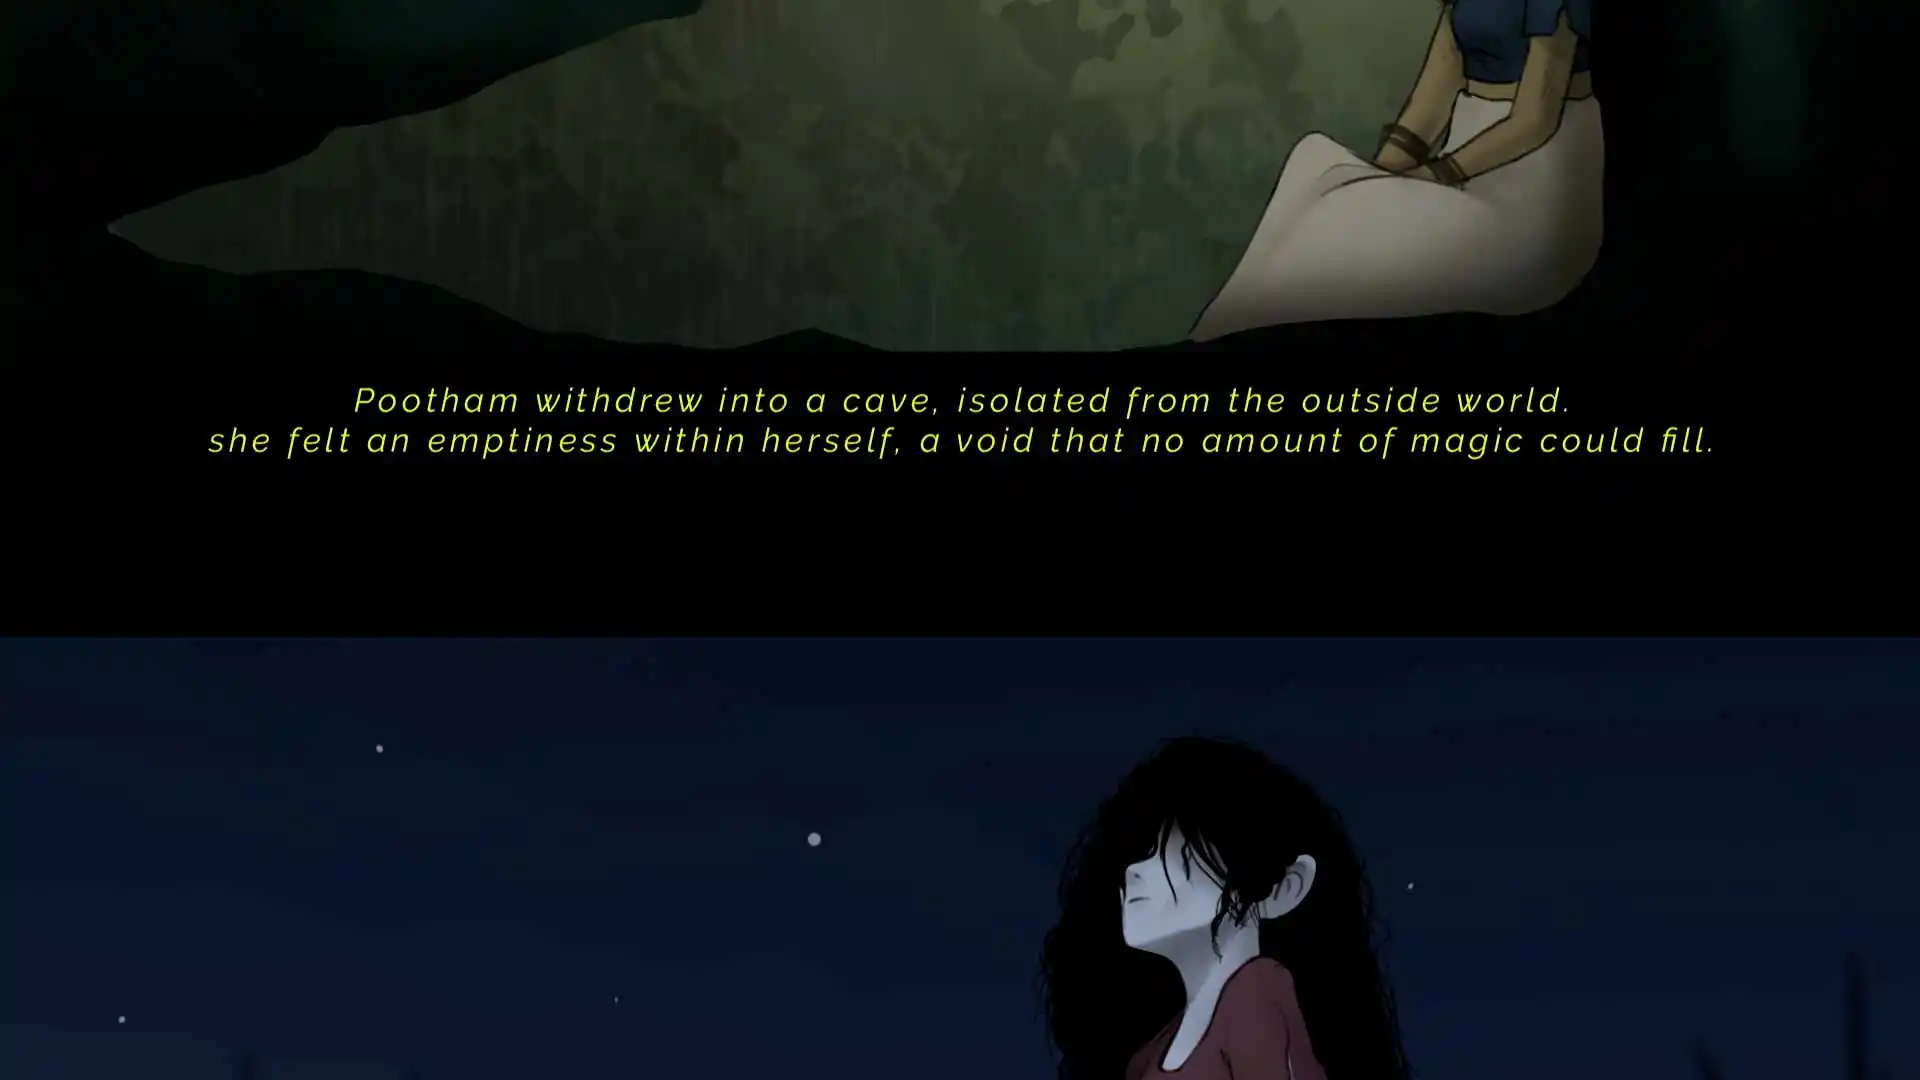 Pootham withdrew into a cave, isolated from the outside world.
she felt an emptiness within herself, a void that no amount of magic could fill.